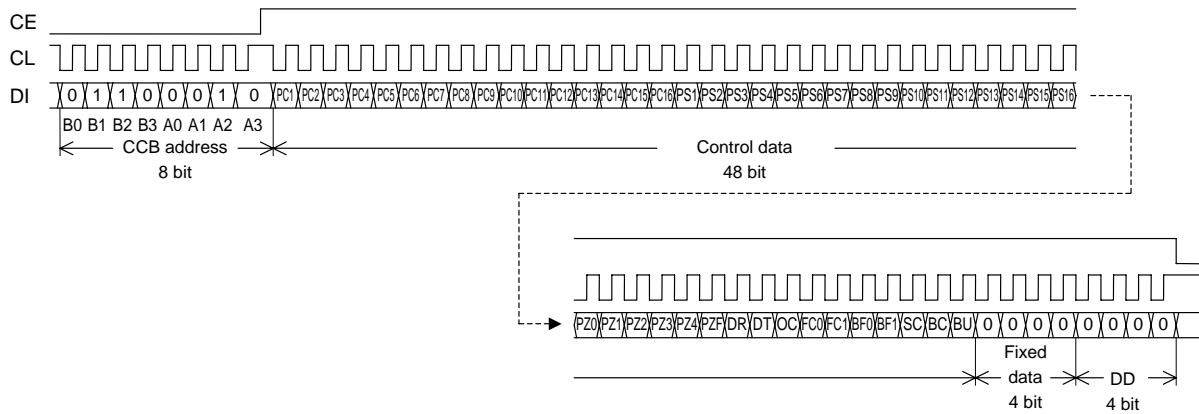 CE
CL
DI 0 1 1 0 0 0 1 0 PC1 PC2 PC3 PC4 PC5 PC6 PC7 PC8 PC9 PC10 PC11 PC12 PC13 PC14 PC15 PC16 PS1 PS2 PS3 PS4 PS5 PS6 PS7 PS8 PS9 PS10 PS11 PS12 PS13 PS14 PS15 PS16
B0 B1 B2 B3 A0 A1 A2 A3
CCB address
8 bit
Control data
48 bit
PZ0 PZ1 PZ2 PZ3 PZ4 PZF DR DT OC FC0 FC1 BF0 BF1 SC BC BU 0 0 0 0 0 0 0 0
Fixed
data
4 bit
DD
4 bit